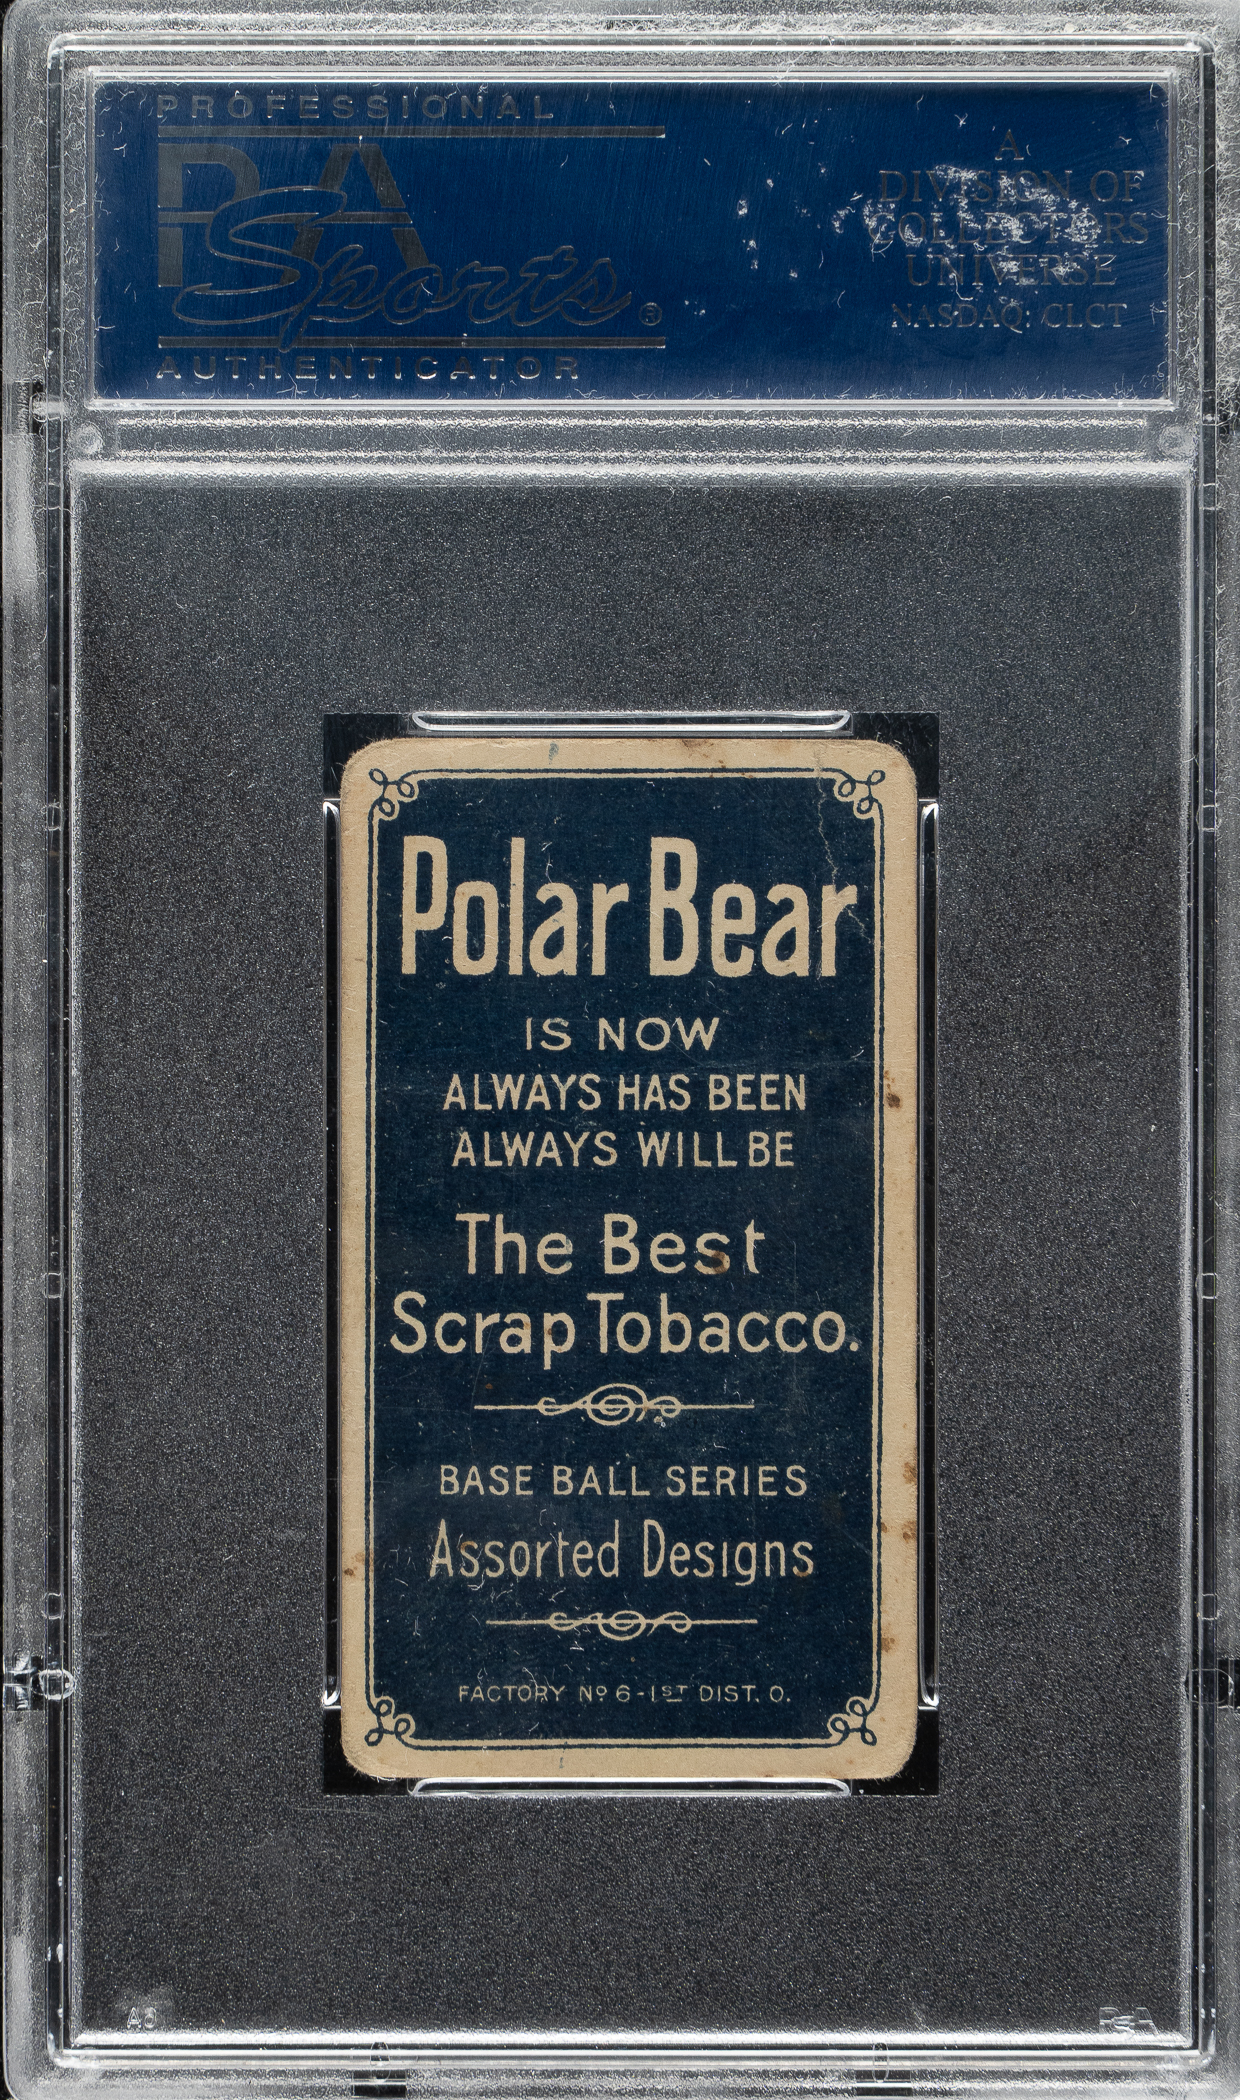 PROFESSIONAL
PSA
Sports®
AUTHENTICATOR
A
DIVISION OF
COLLECTORS
UNIVERSE
NASDAQ: CLCT
Polar Bear
IS NOW
ALWAYS HAS BEEN
ALWAYS WILL BE
The Best
Scrap Tobacco.
BASE BALL SERIES
Assorted Designs
FACTORY Nº 6-1ST DIST. O.
PSA